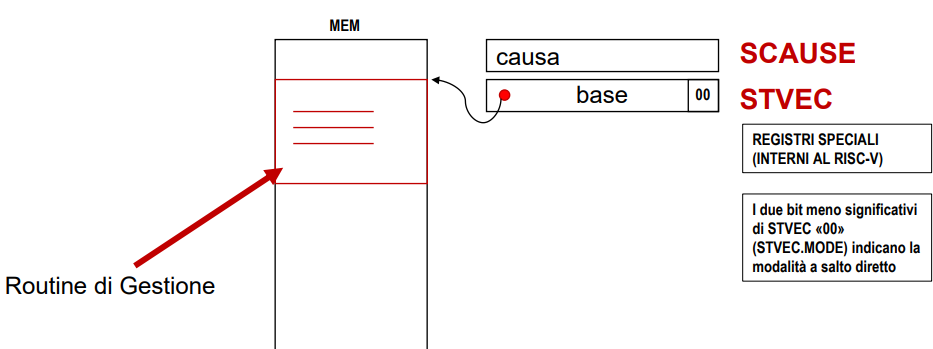 MEM
causa
SCAUSE
base
00
STVEC
REGISTRI SPECIALI
(INTERNI AL RISC-V)
I due bit meno significativi
di STVEC «00»
(STVEC.MODE) indicano la
modalità a salto diretto
Routine di Gestione